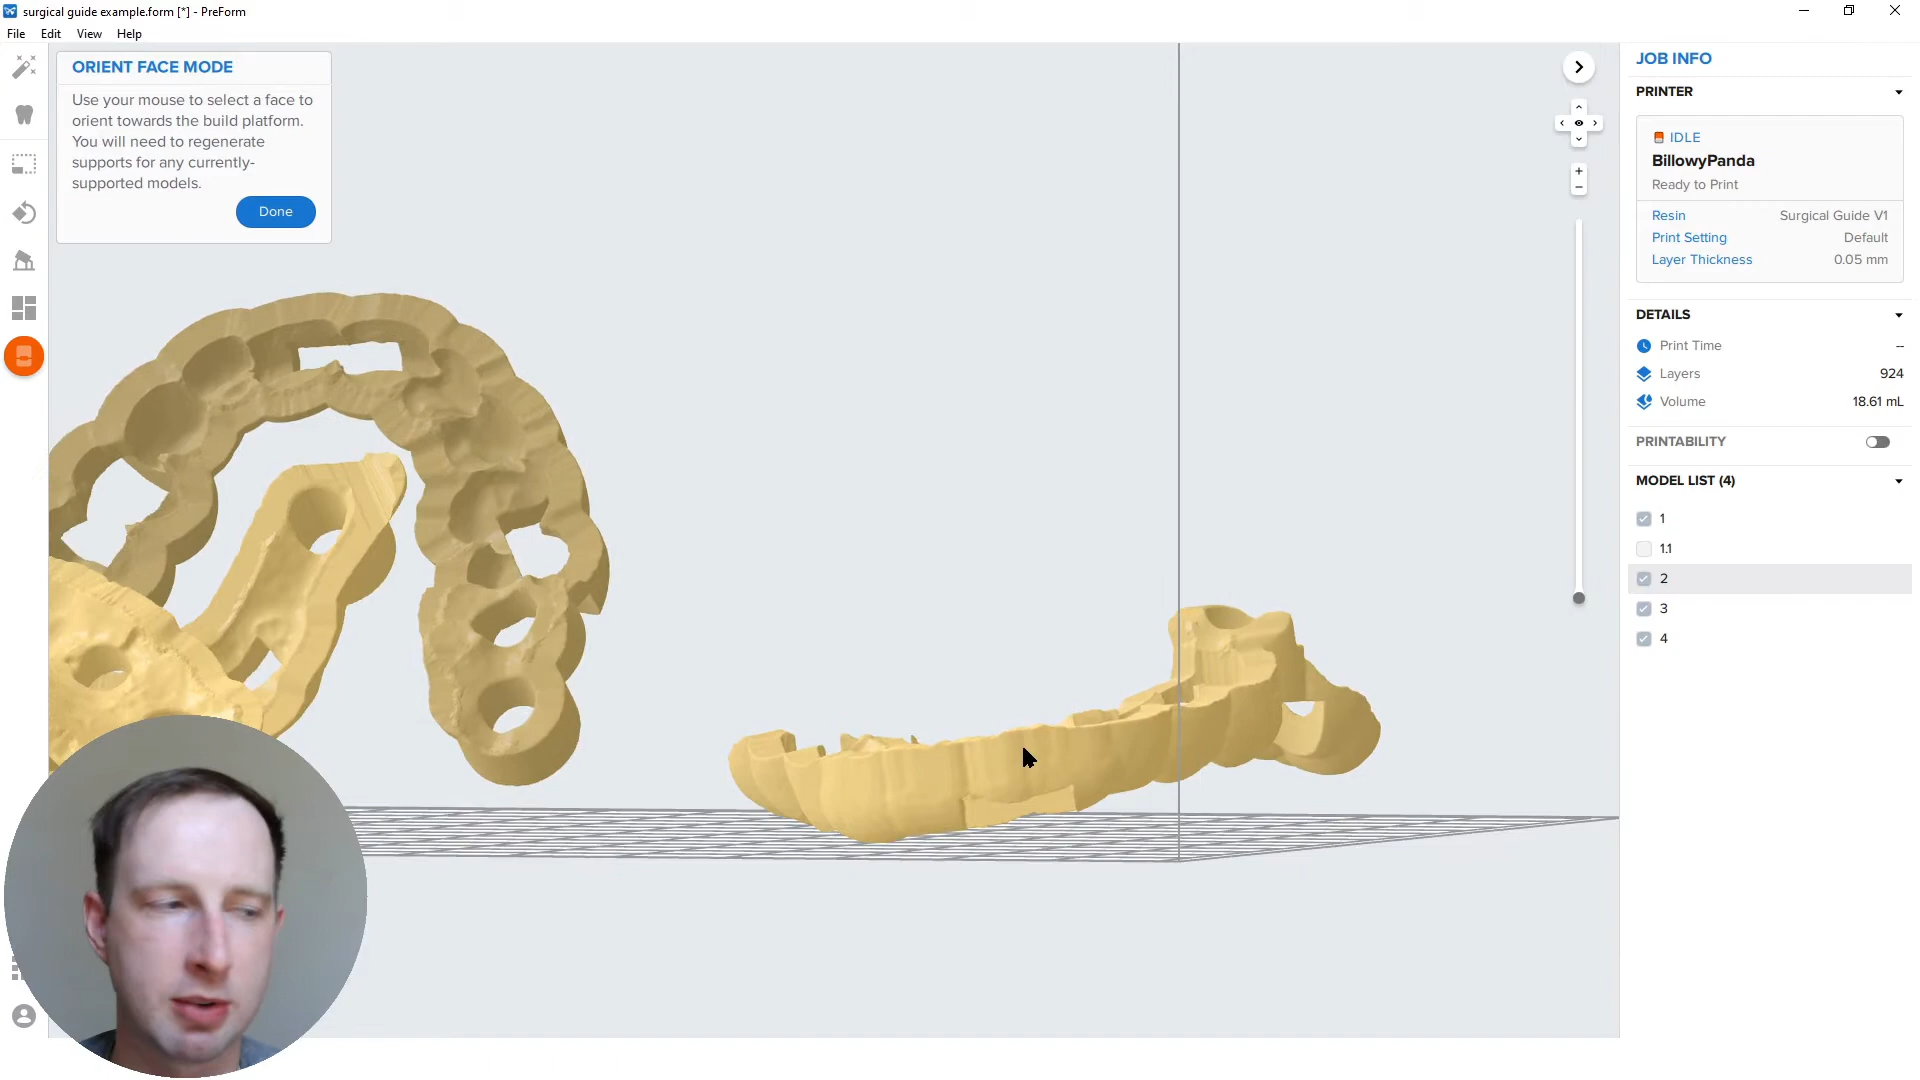 surgical guide example.form [*] - PreForm
File Edit View Help
ORIENT FACE MODE
Use your mouse to select a face to
orient towards the build platform.
You will need to regenerate
supports for any currently-
supported models.
Done
JOB INFO
PRINTER
IDLE
BillowyPanda
Ready to Print
Resin Surgical Guide V1
Print Setting Default
Layer Thickness 0.05 mm
DETAILS
Print Time --
Layers 924
Volume 18.61 mL
PRINTABILITY
MODEL LIST (4)
1
1.1
2
3
4